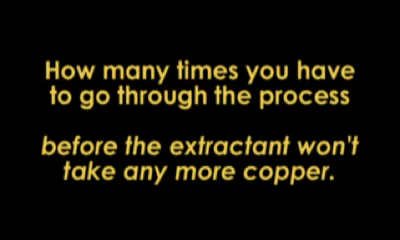 How many times you have
to go through the process
before the extractant won't
take any more copper.